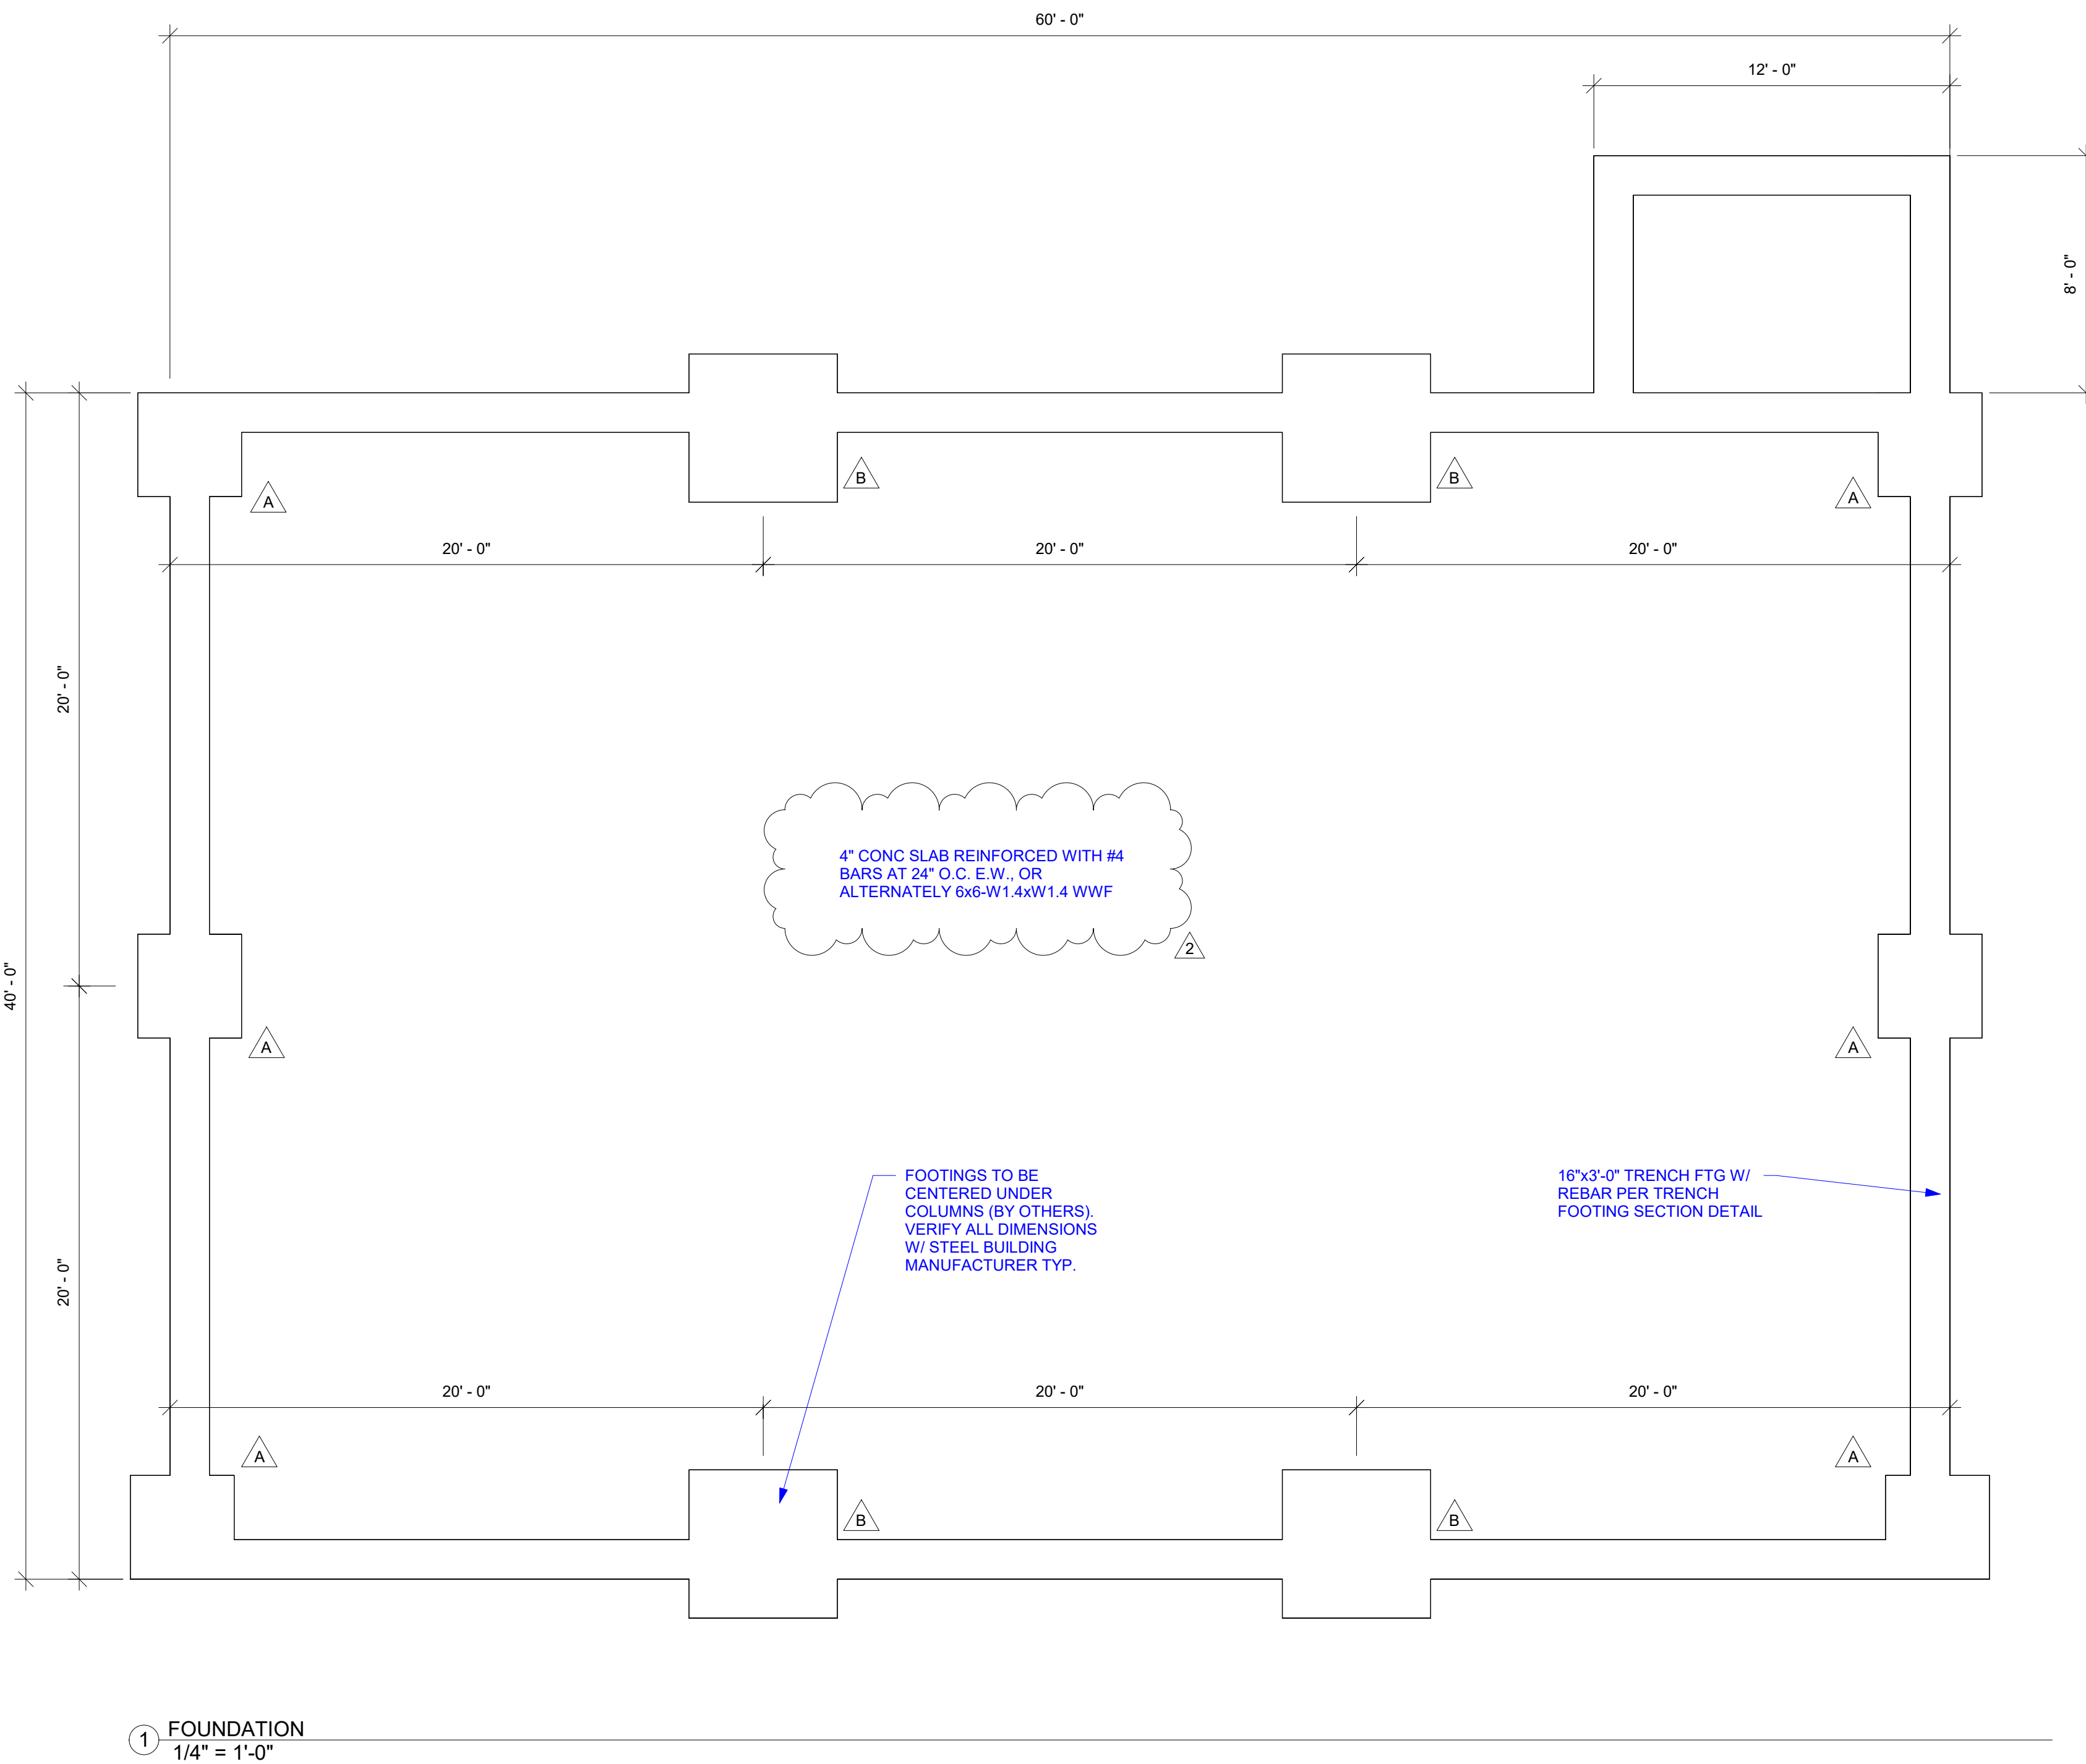 60' - 0"
12' - 0"
8' - 0"
B
B
A
A
20' - 0"
20' - 0"
20' - 0"
20' - 0"
4" CONC SLAB REINFORCED WITH #4
BARS AT 24" O.C. E.W., OR
ALTERNATELY 6x6-W1.4xW1.4 WWF
2
40' - 0"
A
A
FOOTINGS TO BE
CENTERED UNDER
COLUMNS (BY OTHERS).
VERIFY ALL DIMENSIONS
W/ STEEL BUILDING
MANUFACTURER TYP.
16"x3'-0" TRENCH FTG W/
REBAR PER TRENCH
FOOTING SECTION DETAIL
20' - 0"
20' - 0"
20' - 0"
20' - 0"
A
A
B
B
1
FOUNDATION
1/4" = 1'-0"